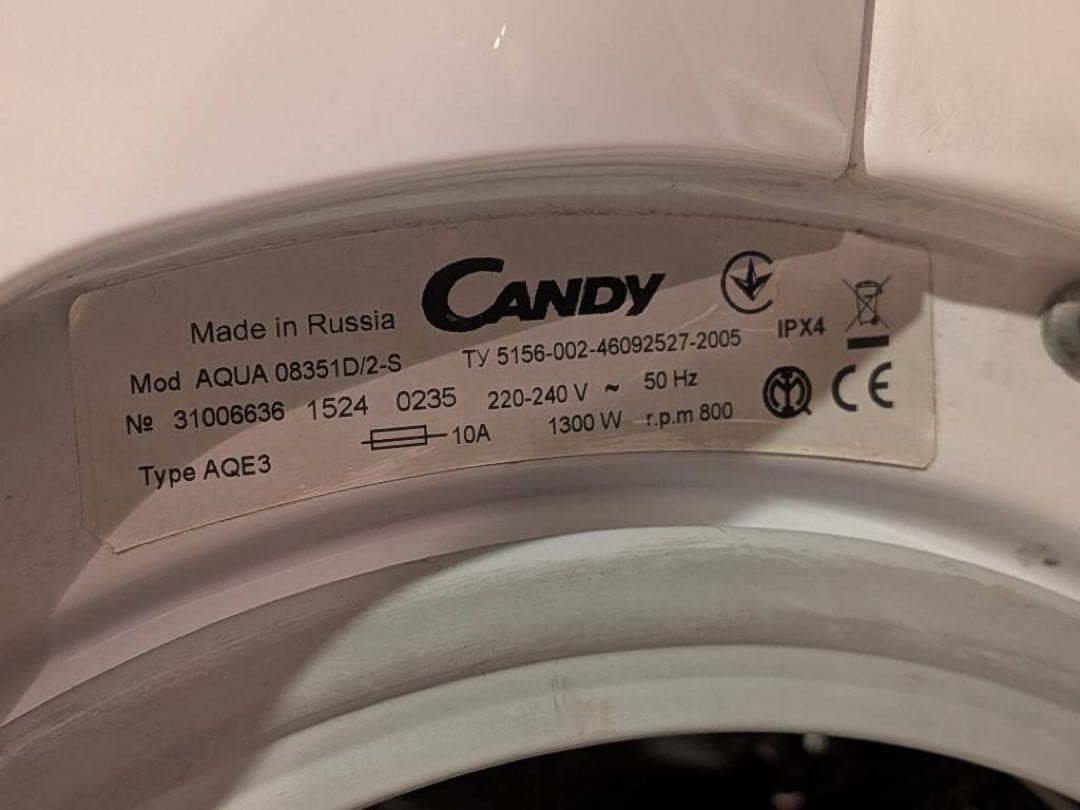 CANDY
Made in Russia
Mod AQUA 08351D/2-S ТУ 5156-002-46092527-2005 IPX4
№ 31006636 1524 0235 220-240 V ~ 50 Hz
10A 1300 W r.p.m 800
Type AQE3
CE